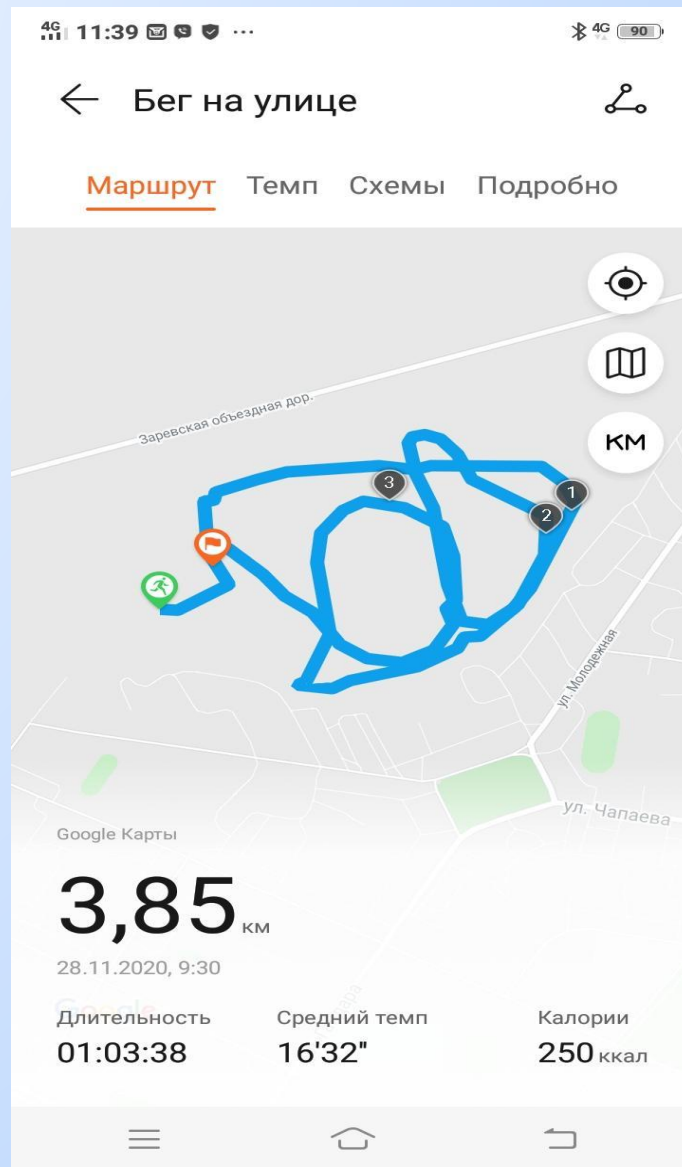 4G 11:39 4G 90
Бег на улице
Маршрут Темп Схемы Подробно
KM
Заревская объездная дор.
3
1
2
ул. Молодежная
ул. Чапаева
Google Карты
3,85 км
28.11.2020, 9:30
Google
Длительность Средний темп Калории
01:03:38 16'32" 250 ккал